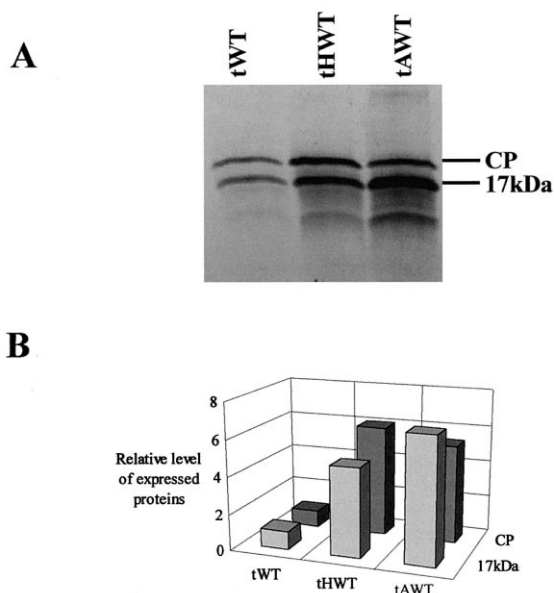 A
tWT
tHWT
tAWT
CP
17kDa
B
8
6
4
2
0
Relative level
of expressed
proteins
tWT
tHWT
tAWT
CP
17kDa